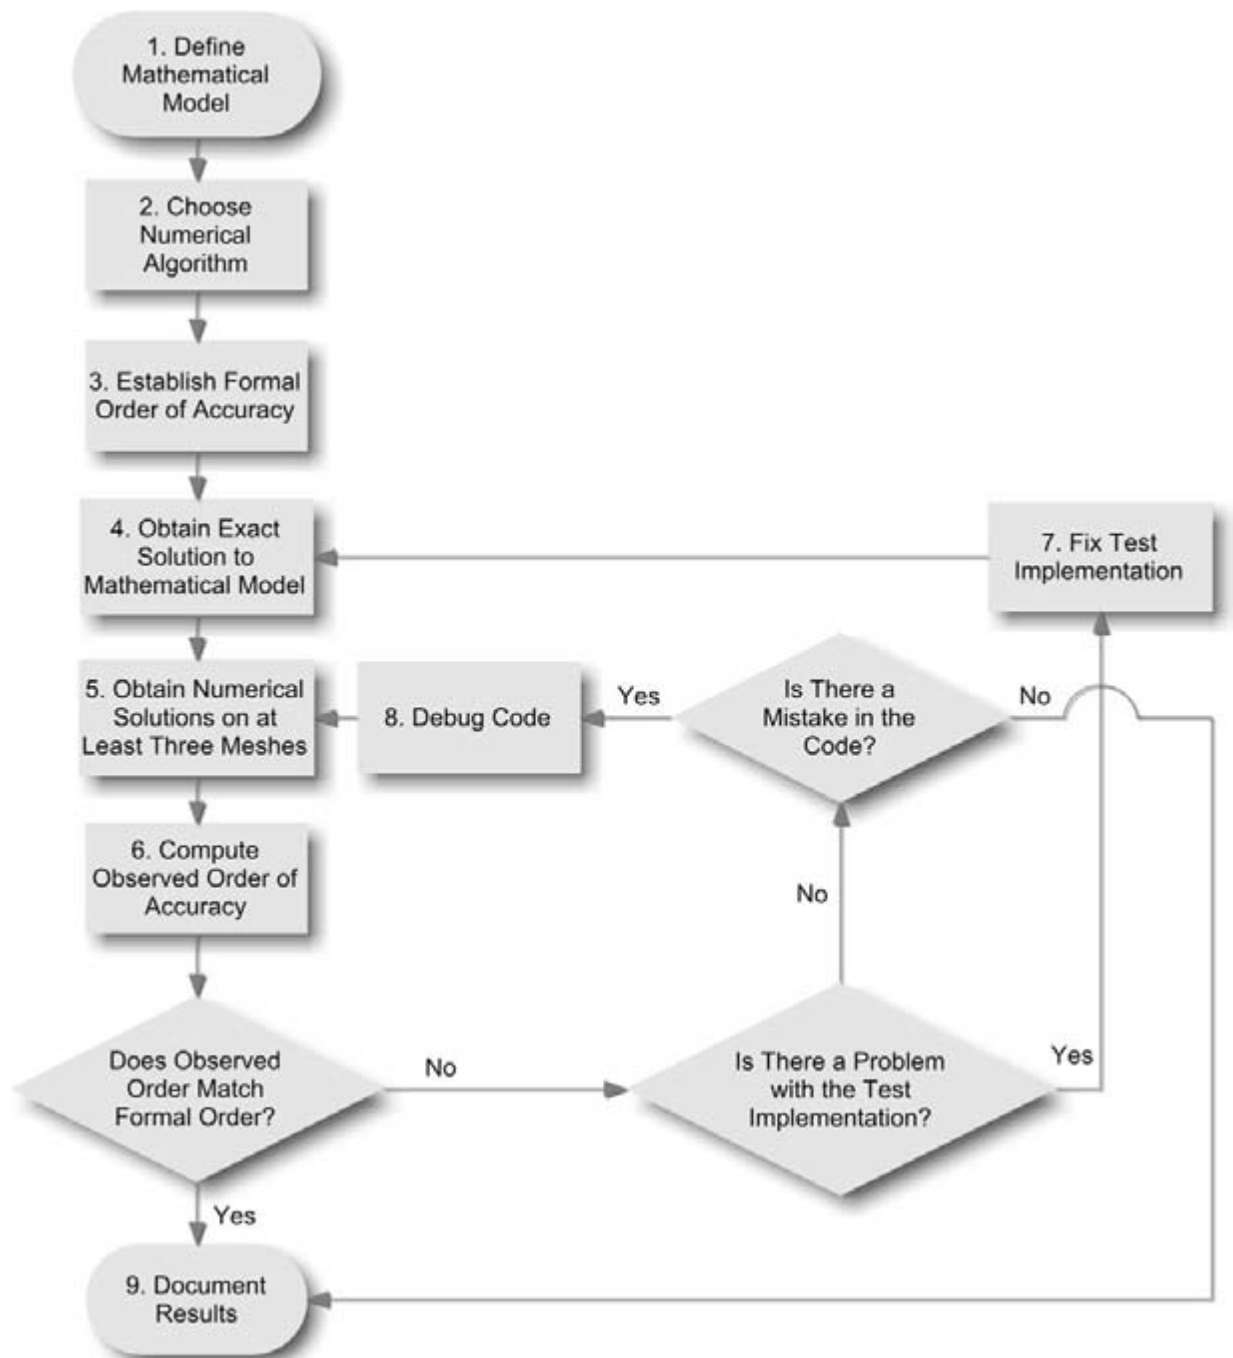 1. Define
Mathematical
Model
2. Choose
Numerical
Algorithm
3. Establish Formal
Order of Accuracy
4. Obtain Exact
Solution to
Mathematical Model
7. Fix Test
Implementation
5. Obtain Numerical
Solutions on at
Least Three Meshes
8. Debug Code
Yes
Is There a
Mistake in the
Code?
No
6. Compute
Observed Order of
Accuracy
No
Does Observed
Order Match
Formal Order?
No
Is There a Problem
with the Test
Implementation?
Yes
Yes
9. Document
Results